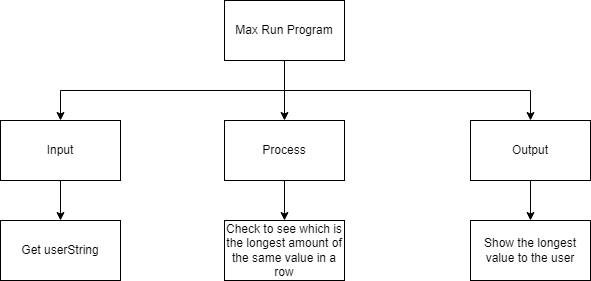 Max Run Program
Input
Process
Output
Get userString
Check to see which is
the longest amount of
the same value in a
row
Show the longest
value to the user